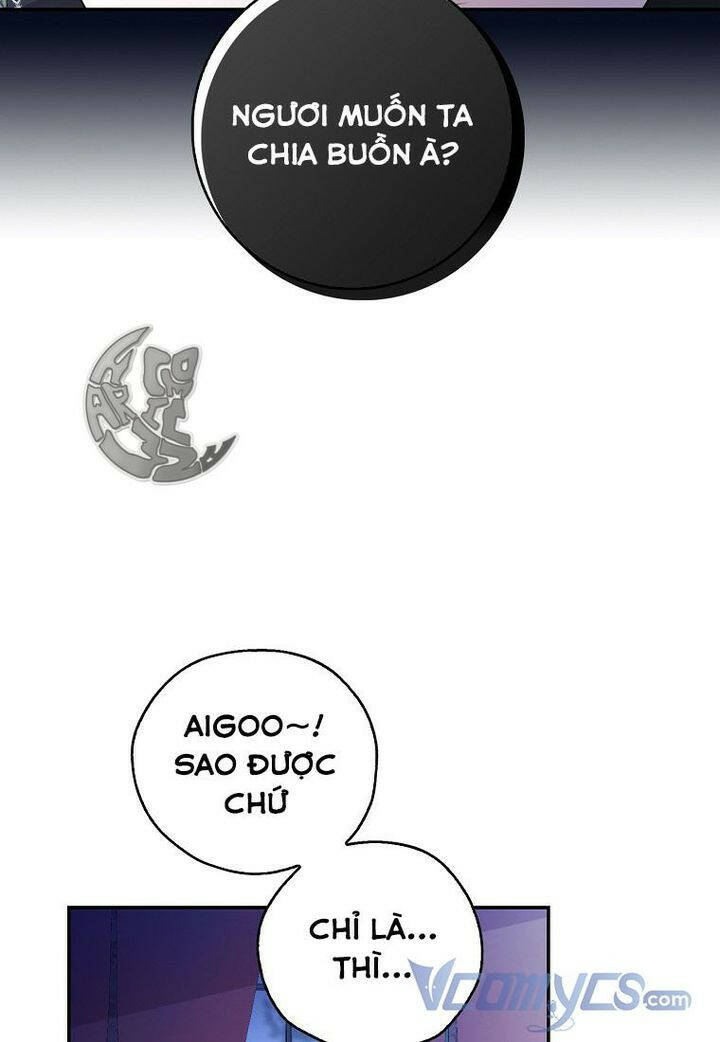 NGƯƠI MUỐN TA
CHIA BUỒN À?
AIGOO~!
SAO ĐƯỢC
CHỨ
CHỈ LÀ...
THÌ...
VCOMYCS.com